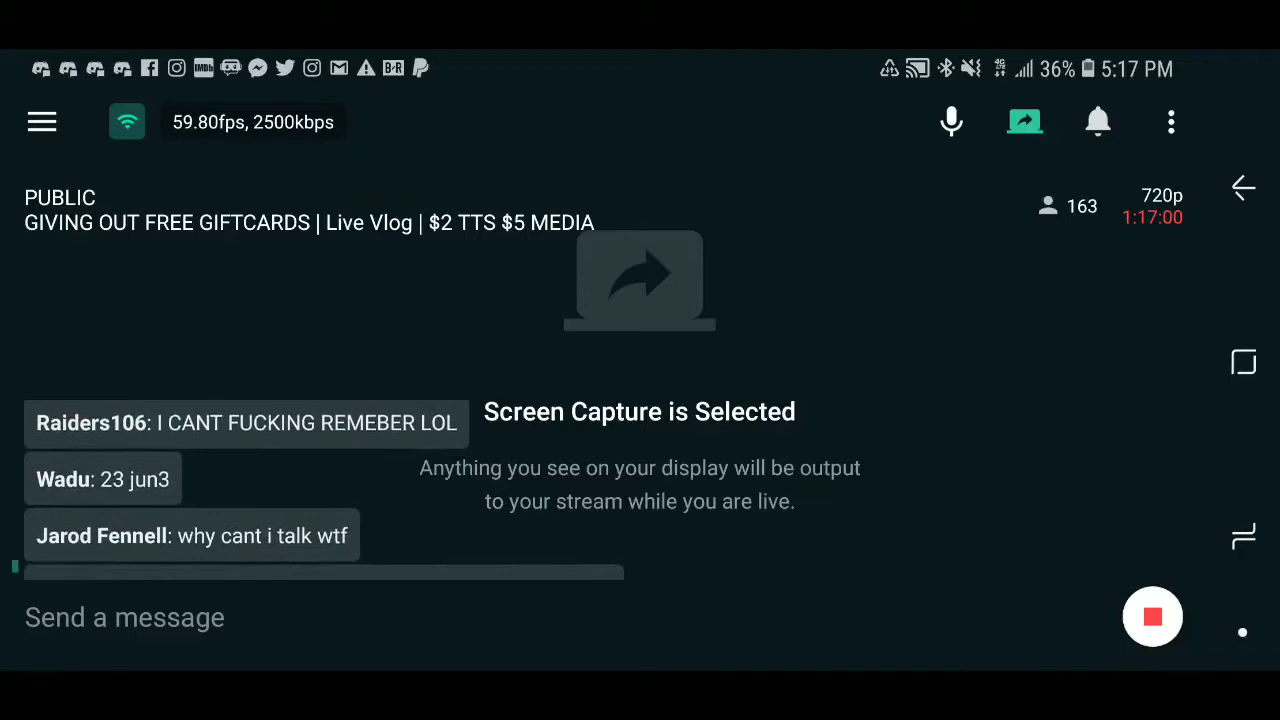 IMDb B/R 4G LTE 36% 5:17 PM
59.80fps, 2500kbps
PUBLIC
GIVING OUT FREE GIFTCARDS | Live Vlog | $2 TTS $5 MEDIA
163
720p
1:17:00
Raiders106: I CANT FUCKING REMEBER LOL
Wadu: 23 jun3
Jarod Fennell: why cant i talk wtf
Screen Capture is Selected
Anything you see on your display will be output
to your stream while you are live.
Send a message